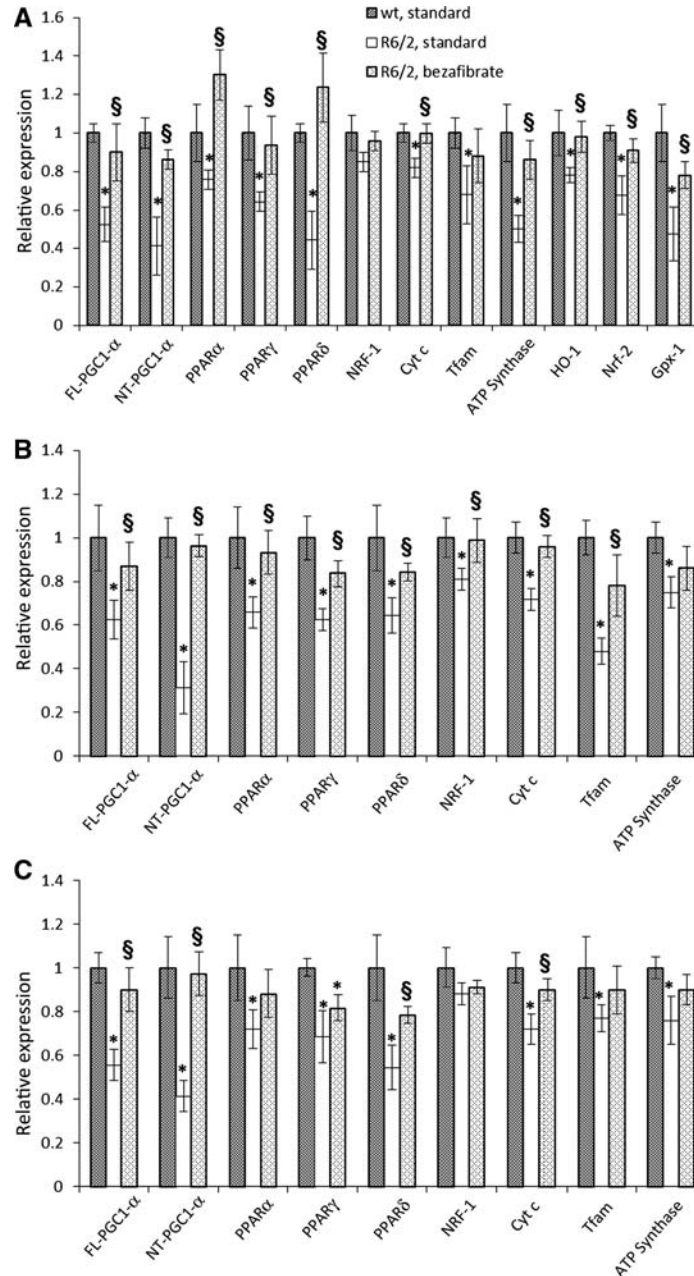 A
wt, standard
R6/2, standard
R6/2, bezafibrate
Relative expression
1.6
1.4
1.2
1
0.8
0.6
0.4
0.2
0
* § * § * § * § * § * § * * § * § * § * §
FL-PGC1-α NT-PGC1-α PPARα PPARγ PPARδ NRF-1 Cyt c Tfam ATP Synthase HO-1 Nrf-2 Gpx-1
B
Relative expression
1.4
1.2
1
0.8
0.6
0.4
0.2
0
* § * § * § * § * § * § * § * § *
FL-PGC1-α NT-PGC1-α PPARα PPARγ PPARδ NRF-1 Cyt c Tfam ATP Synthase
C
Relative expression
1.4
1.2
1
0.8
0.6
0.4
0.2
0
* § * § * * * * § * § * *
FL-PGC1-α NT-PGC1-α PPARα PPARγ PPARδ NRF-1 Cyt c Tfam ATP Synthase